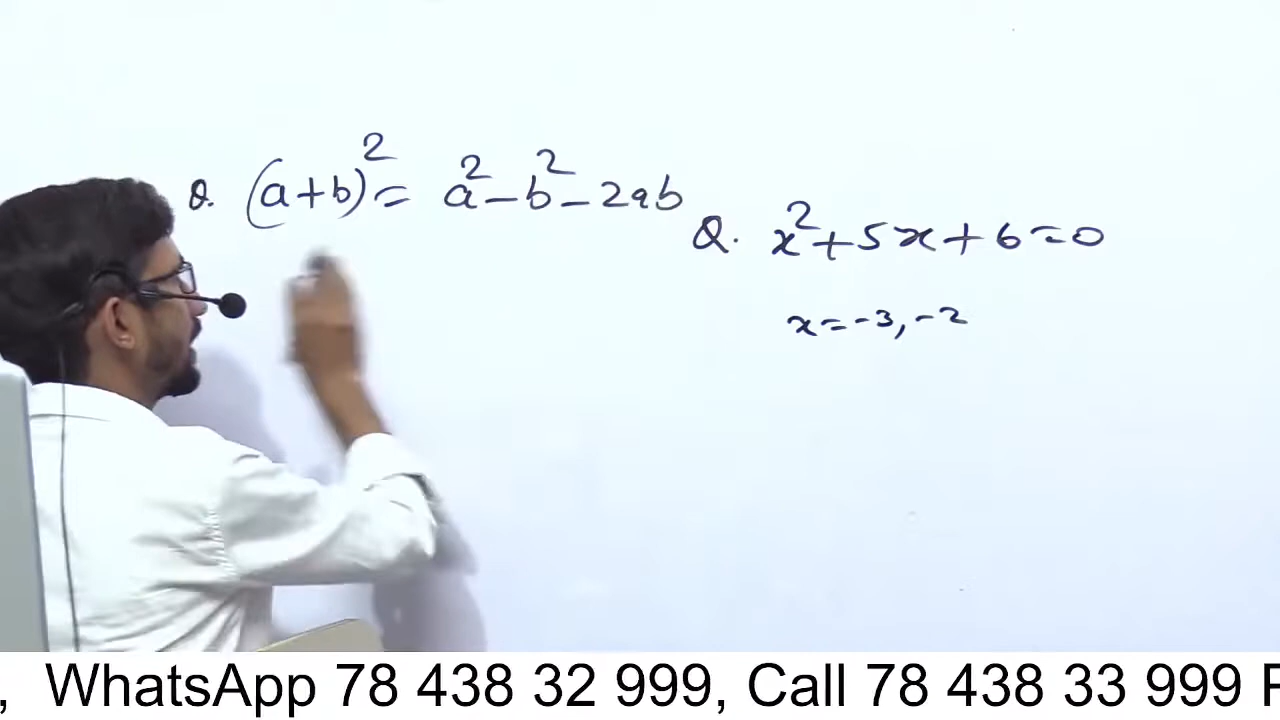 Q. (a+b)² = a² - b² - 2ab
Q. x² + 5x + 6 = 0
x = -3, -2
, WhatsApp 78 438 32 999, Call 78 438 33 999 F